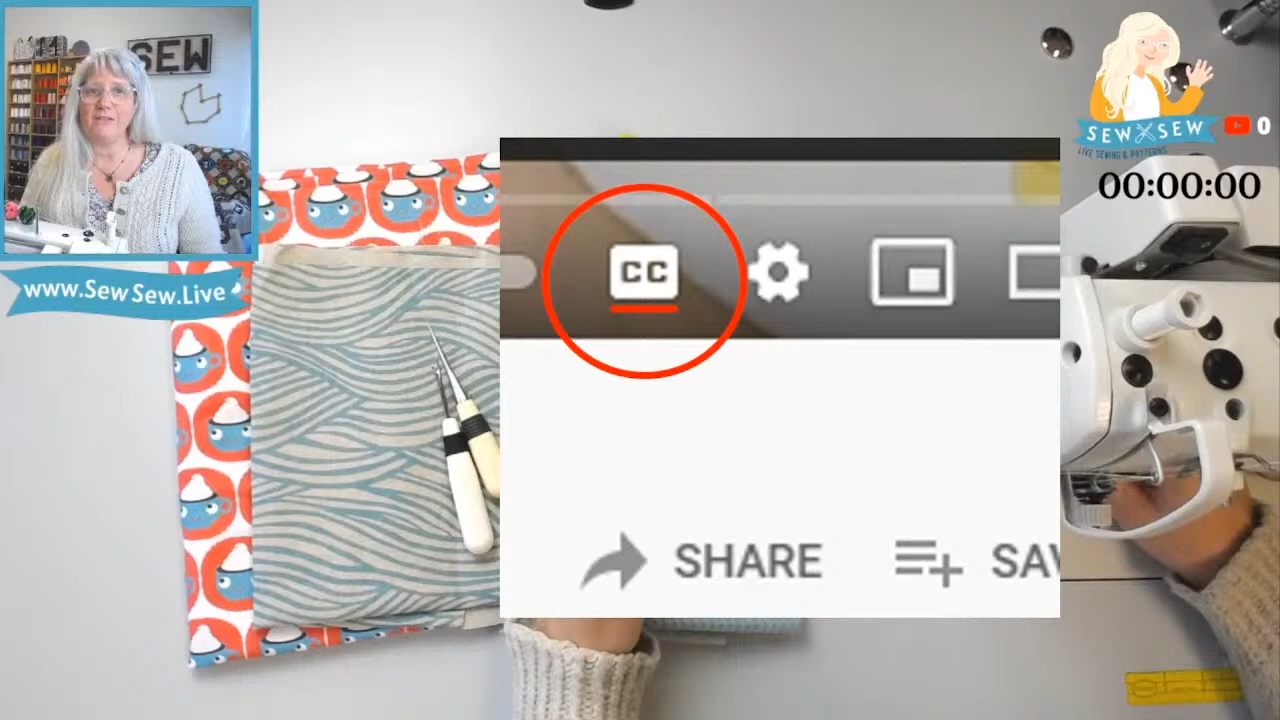 SEW
SEW SEW
LIVE SEWING & PATTERNS
0
00:00:00
www.SewSew.Live
CC
SHARE
SAV